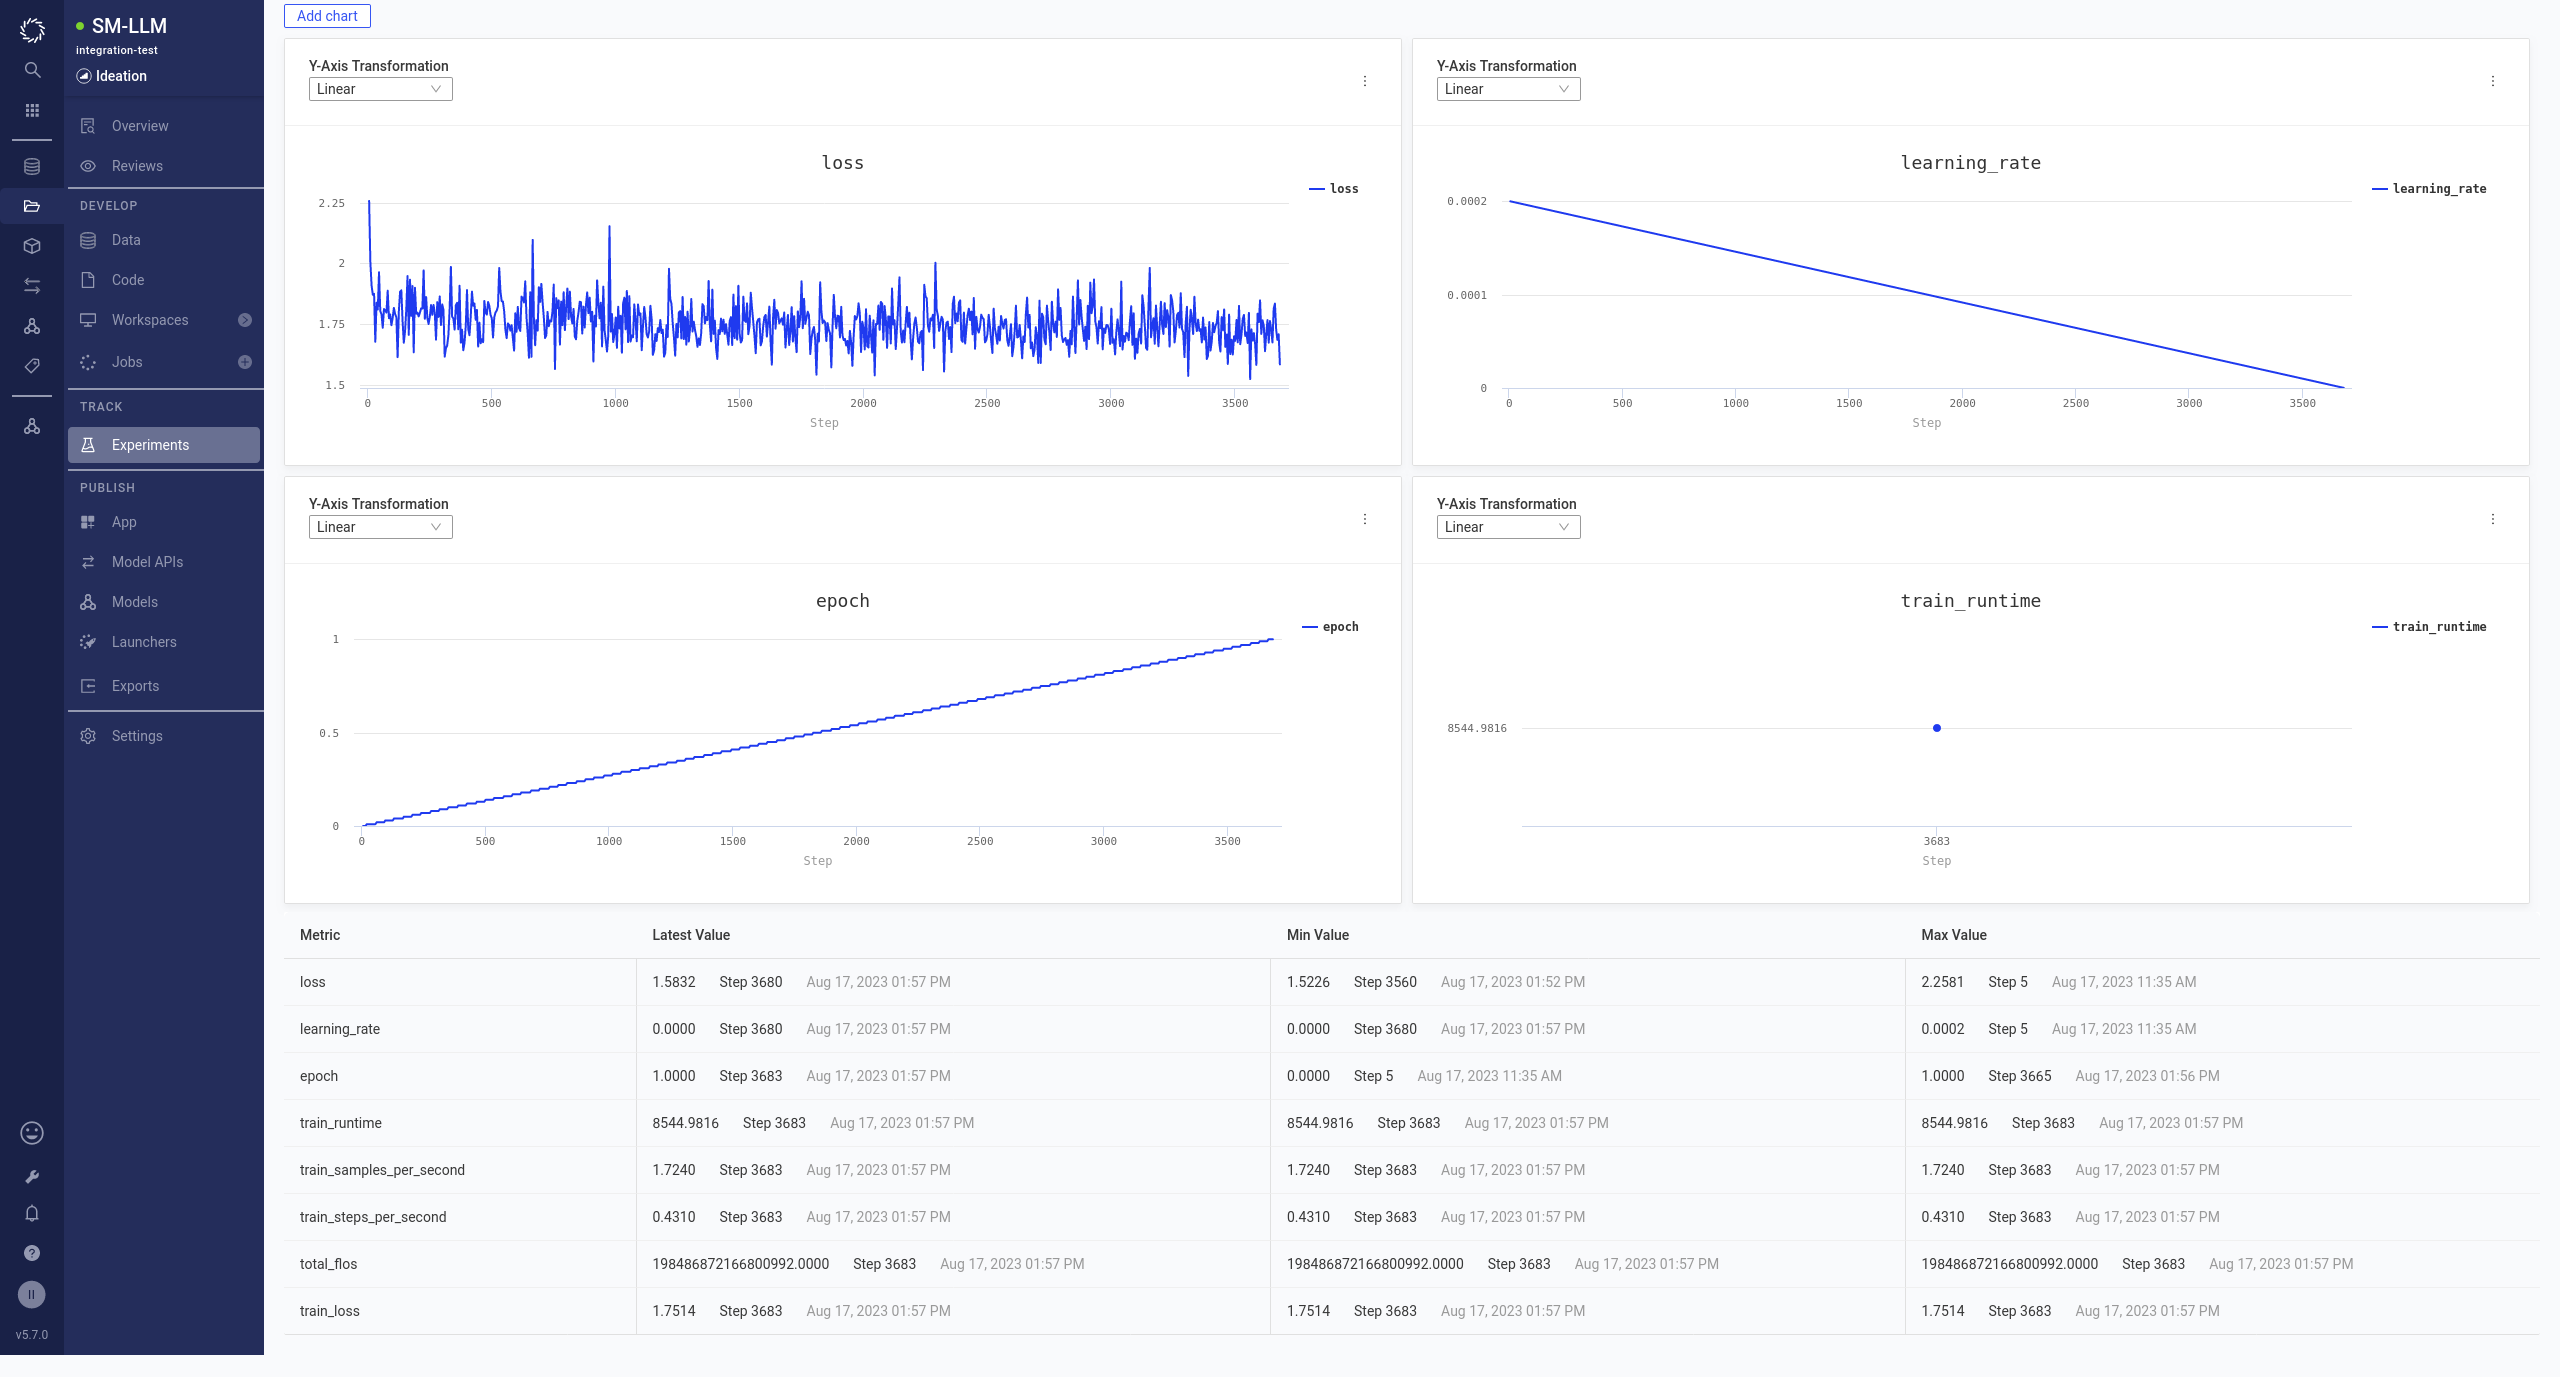 SM-LLM
integration-test
Ideation
Overview
Reviews
DEVELOP
Data
Code
Workspaces
Jobs
TRACK
Experiments
PUBLISH
App
Model APIs
Models
Launchers
Exports
Settings
II
v5.7.0
Add chart
Y-Axis Transformation
Linear
loss
loss
2.25
2
1.75
1.5
0 500 1000 1500 2000 2500 3000 3500
Step
Y-Axis Transformation
Linear
learning_rate
learning_rate
0.0002
0.0001
0
0 500 1000 1500 2000 2500 3000 3500
Step
Y-Axis Transformation
Linear
epoch
epoch
1
0.5
0
0 500 1000 1500 2000 2500 3000 3500
Step
Y-Axis Transformation
Linear
train_runtime
train_runtime
8544.9816
3683
Step
Metric Latest Value Min Value Max Value
loss 1.5832 Step 3680 Aug 17, 2023 01:57 PM 1.5226 Step 3560 Aug 17, 2023 01:52 PM 2.2581 Step 5 Aug 17, 2023 11:35 AM
learning_rate 0.0000 Step 3680 Aug 17, 2023 01:57 PM 0.0000 Step 3680 Aug 17, 2023 01:57 PM 0.0002 Step 5 Aug 17, 2023 11:35 AM
epoch 1.0000 Step 3683 Aug 17, 2023 01:57 PM 0.0000 Step 5 Aug 17, 2023 11:35 AM 1.0000 Step 3665 Aug 17, 2023 01:56 PM
train_runtime 8544.9816 Step 3683 Aug 17, 2023 01:57 PM 8544.9816 Step 3683 Aug 17, 2023 01:57 PM 8544.9816 Step 3683 Aug 17, 2023 01:57 PM
train_samples_per_second 1.7240 Step 3683 Aug 17, 2023 01:57 PM 1.7240 Step 3683 Aug 17, 2023 01:57 PM 1.7240 Step 3683 Aug 17, 2023 01:57 PM
train_steps_per_second 0.4310 Step 3683 Aug 17, 2023 01:57 PM 0.4310 Step 3683 Aug 17, 2023 01:57 PM 0.4310 Step 3683 Aug 17, 2023 01:57 PM
total_flos 198486872166800992.0000 Step 3683 Aug 17, 2023 01:57 PM 198486872166800992.0000 Step 3683 Aug 17, 2023 01:57 PM 198486872166800992.0000 Step 3683 Aug 17, 2023 01:57 PM
train_loss 1.7514 Step 3683 Aug 17, 2023 01:57 PM 1.7514 Step 3683 Aug 17, 2023 01:57 PM 1.7514 Step 3683 Aug 17, 2023 01:57 PM